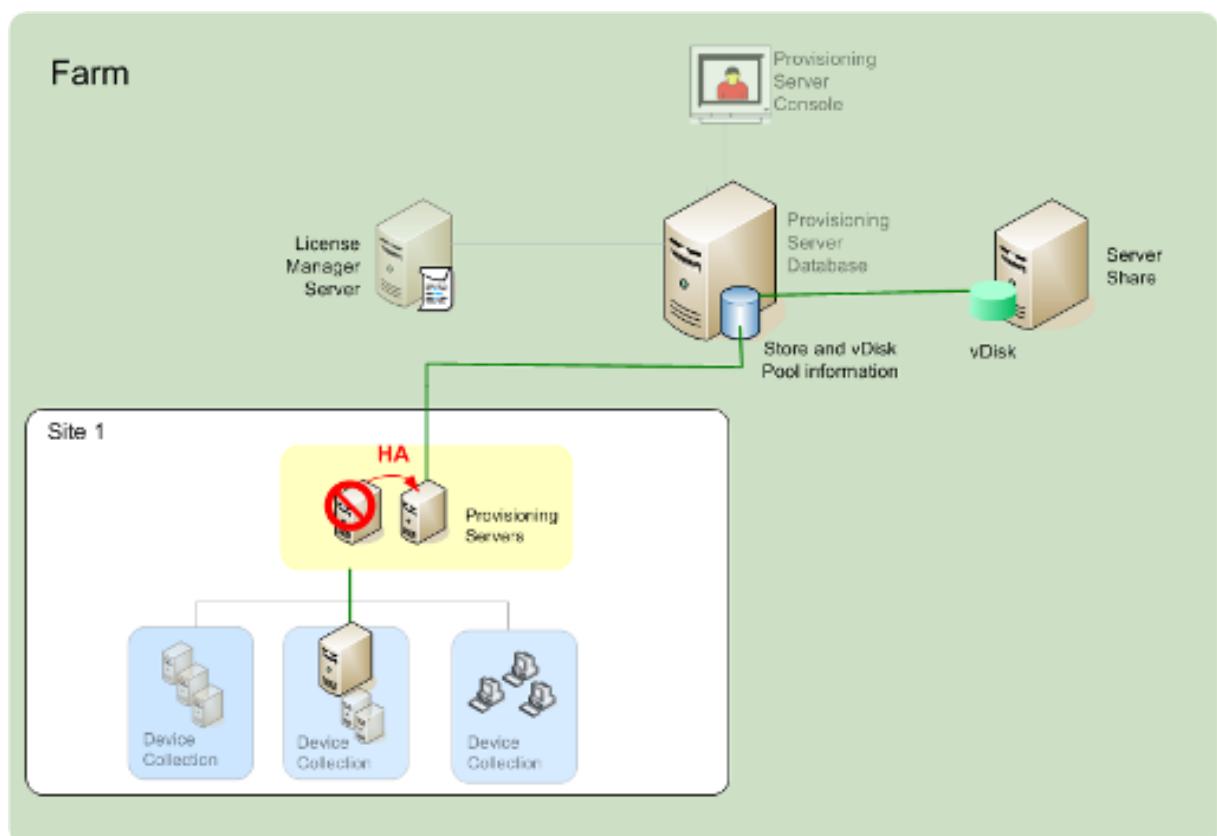 Farm
Provisioning
Server
Console
License
Manager
Server
Provisioning
Server
Database
Server
Share
Store and vDisk
Pool information
vDisk
Site 1
HA
Provisioning
Servers
Device
Collection
Device
Collection
Device
Collection